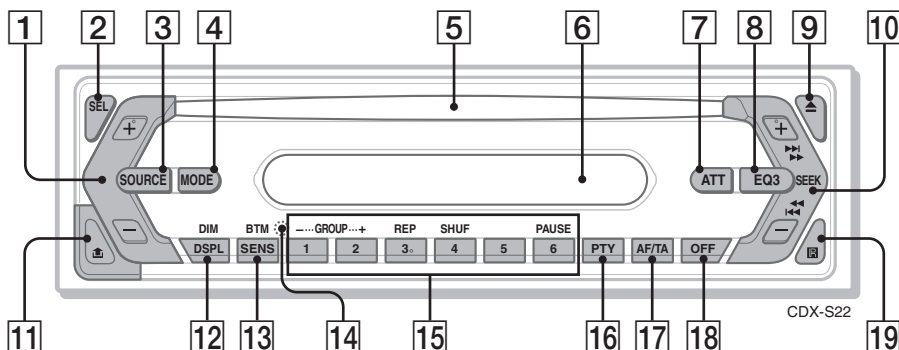 1 2 3 4 5 6 7 8 9 10
SEL
+
+
SOURCE MODE
ATT EQ3 SEEK
−
−
DIM BTM −···GROUP···+ REP SHUF PAUSE
DSPL SENS 1 2 3 4 5 6 PTY AF/TA OFF
R
CDX-S22
11 12 13 14 15 16 17 18 19